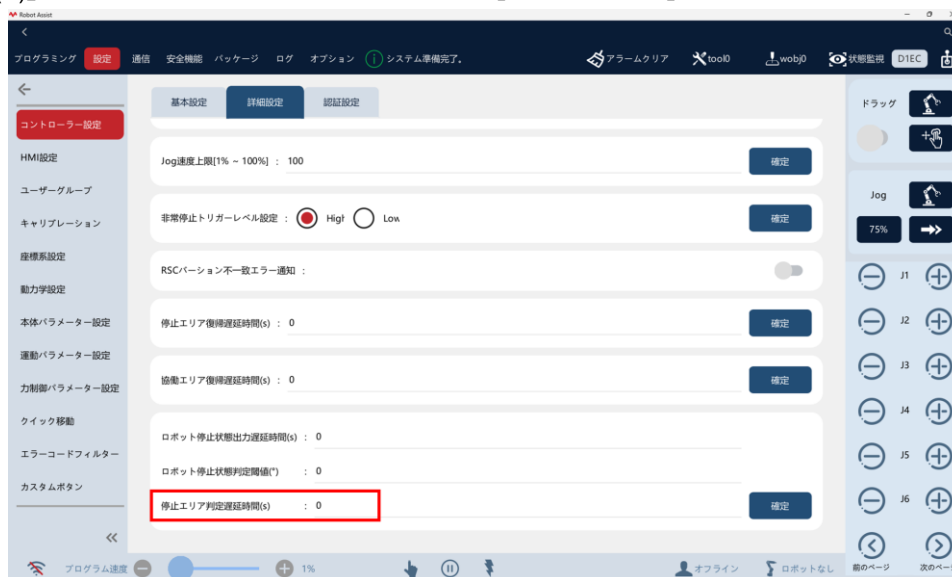 Robot Assist
プログラミング 設定 通信 安全機能 パッケージ ログ オプション システム準備完了。 アラームクリア tool0 wobj0 状態監視 D1EC
コントローラー設定
HMI設定
ユーザーグループ
キャリブレーション
座標系設定
動力学設定
本体パラメーター設定
運動パラメーター設定
力制御パラメーター設定
クイック移動
エラーコードフィルター
カスタムボタン
基本設定 詳細設定 認証設定
Jog速度上限[1% ~ 100%] : 100 確定
非常停止トリガーレベル設定 : High Low 確定
RSCバージョン不一致エラー通知 :
停止エリア復帰遅延時間(s) : 0 確定
協働エリア復帰遅延時間(s) : 0 確定
ロボット停止状態出力遅延時間(s) : 0
ロボット停止状態判定閾値(°) : 0
停止エリア判定遅延時間(s) : 0 確定
ドラッグ
Jog
75%
J1
J2
J3
J4
J5
J6
前のページ 次のペー
プログラム速度 1% オフライン ロボットなし